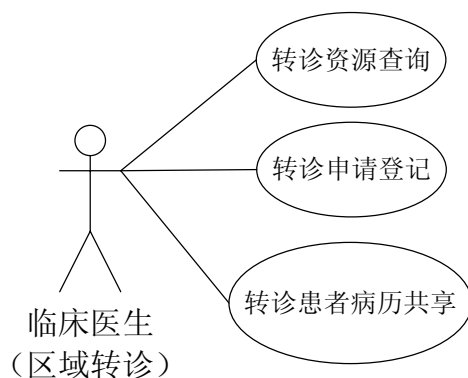 转诊资源查询
转诊申请登记
转诊患者病历共享
临床医生
（区域转诊）